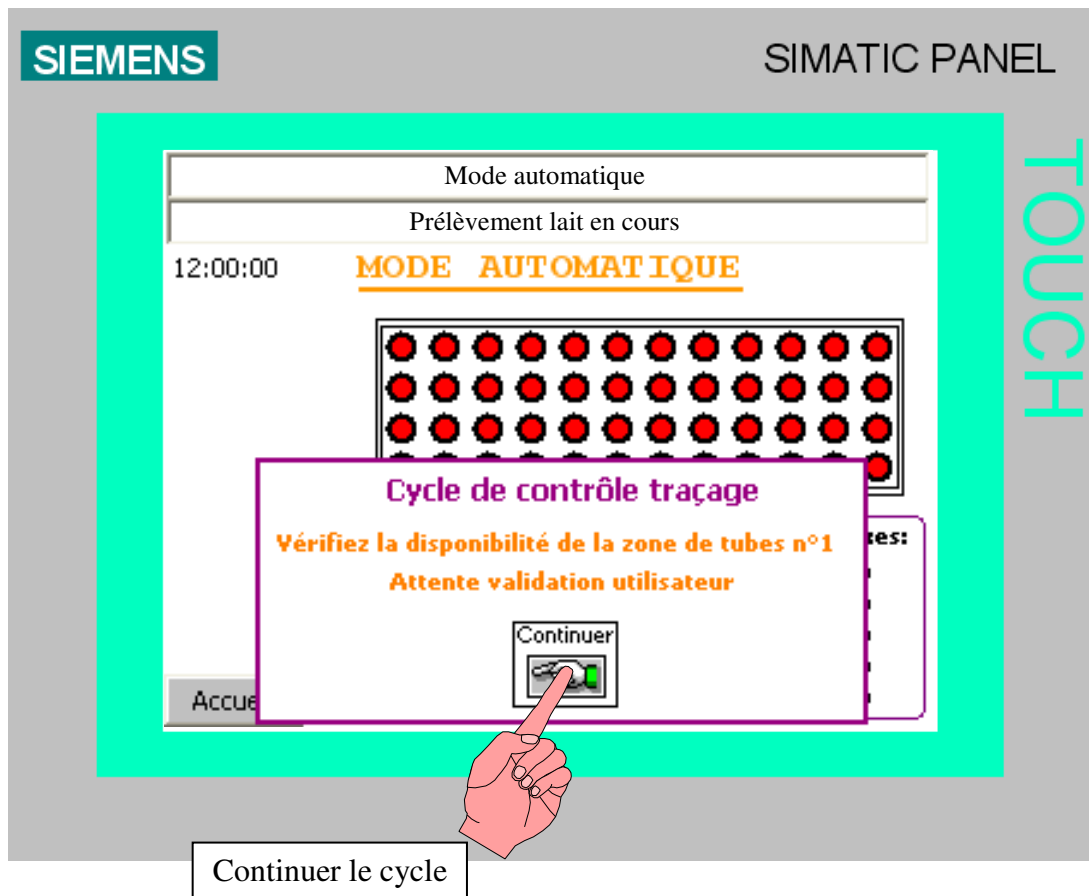 SIEMENS
SIMATIC PANEL
TOUCH
Mode automatique
Prélèvement lait en cours
12:00:00
MODE AUTOMATIQUE
Cycle de contrôle traçage
Vérifiez la disponibilité de la zone de tubes n°1
Attente validation utilisateur
Continuer
Continuer le cycle